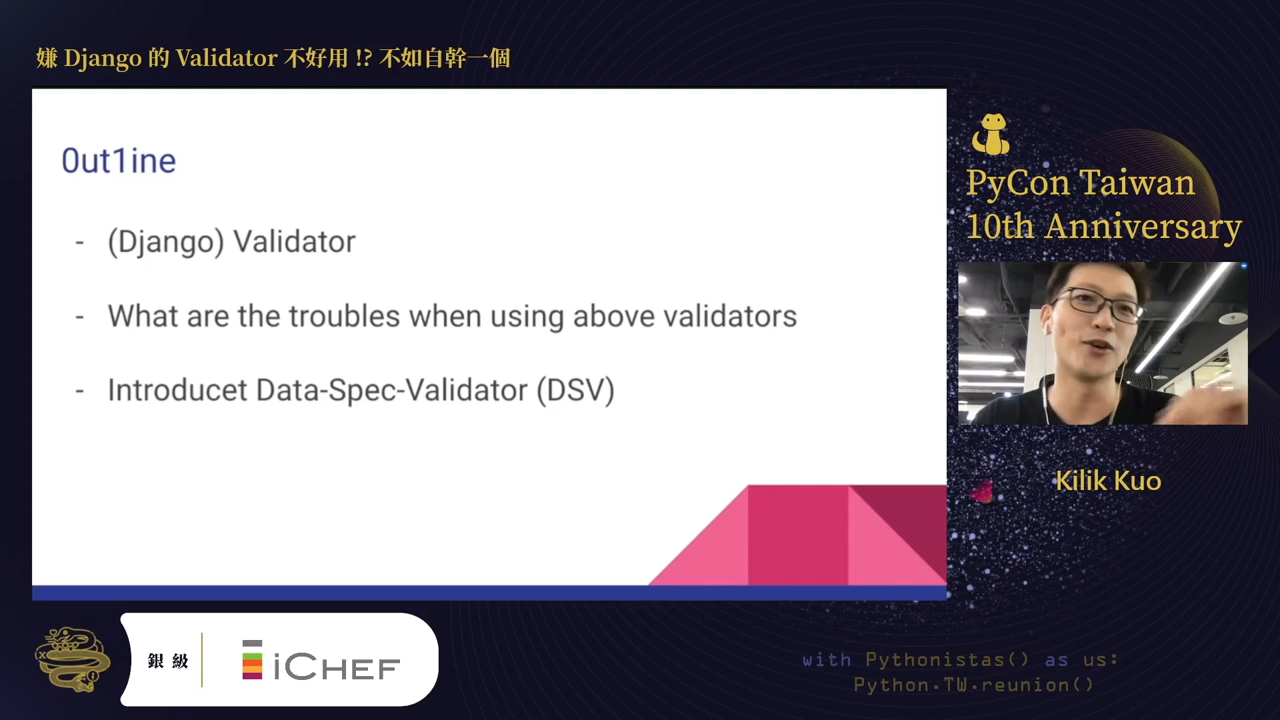 嫌 Django 的 Validator 不好用 !? 不如自幹一個
0ut1ine
- (Django) Validator
- What are the troubles when using above validators
- Introducet Data-Spec-Validator (DSV)
PyCon Taiwan
10th Anniversary
Kilik Kuo
銀級
iCHEF
with Pythonistas() as us:
Python.TW.reunion()